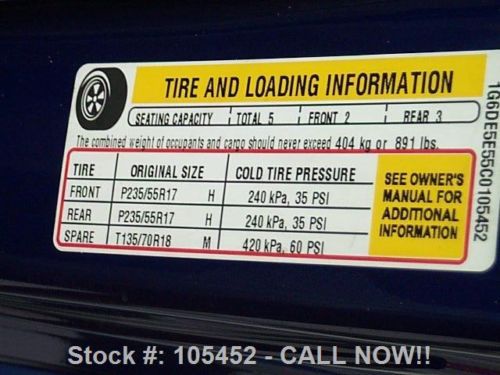 TIRE AND LOADING INFORMATION
SEATING CAPACITY TOTAL 5 FRONT 2 REAR 3
The combined weight of occupants and cargo should never exceed 404 kg or 891 lbs.
TIRE ORIGINAL SIZE COLD TIRE PRESSURE
FRONT P235/55R17 H 240 kPa, 35 PSI
REAR P235/55R17 H 240 kPa, 35 PSI
SPARE T135/70R18 M 420 kPa, 60 PSI
SEE OWNER'S
MANUAL FOR
ADDITIONAL
INFORMATION
1G6DE5E55C0105452
Stock #: 105452 - CALL NOW!!